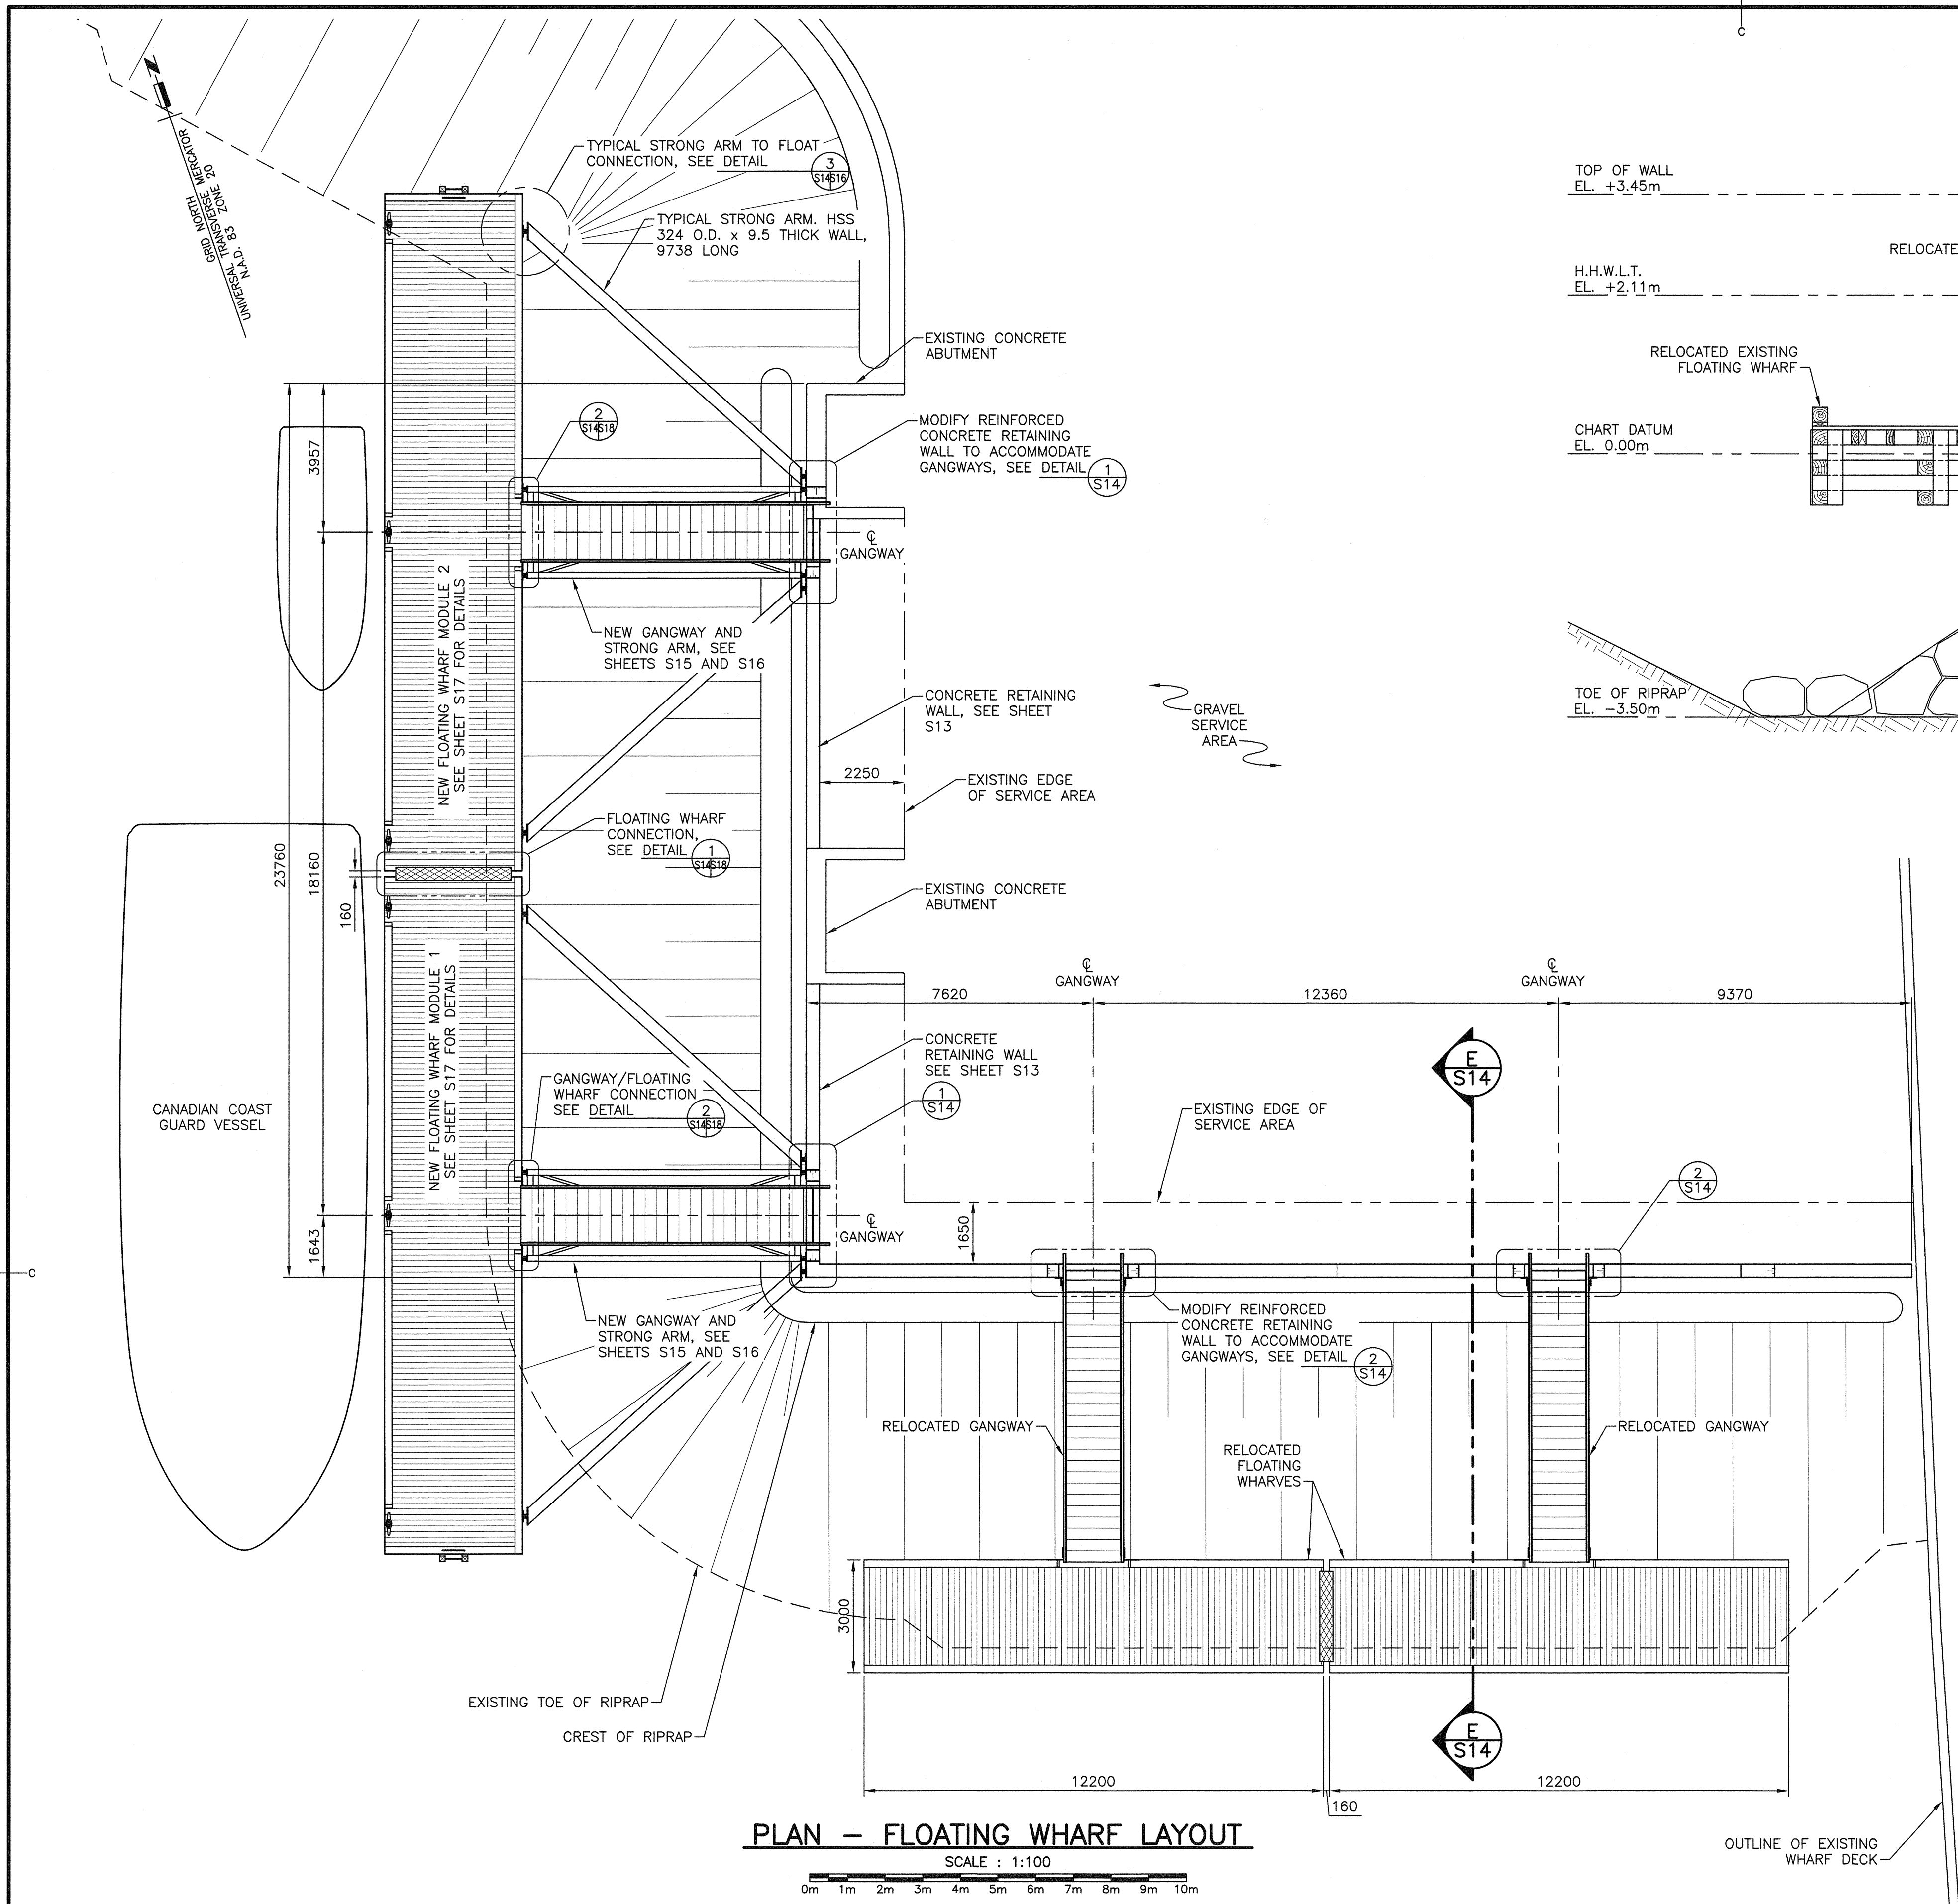 C
GRID NORTH
UNIVERSAL TRANSVERSE MERCATOR
N.A.D. 83 ZONE 20
TYPICAL STRONG ARM TO FLOAT
CONNECTION, SEE DETAIL
3
S14 S16
TYPICAL STRONG ARM. HSS
324 O.D. x 9.5 THICK WALL,
9738 LONG
TOP OF WALL
EL. +3.45m
RELOCATE
H.H.W.L.T.
EL. +2.11m
RELOCATED EXISTING
FLOATING WHARF
CHART DATUM
EL. 0.00m
TOE OF RIPRAP
EL. -3.50m
EXISTING CONCRETE
ABUTMENT
2
S14 S18
MODIFY REINFORCED
CONCRETE RETAINING
WALL TO ACCOMMODATE
GANGWAYS, SEE DETAIL
1
S14
3957
℄
GANGWAY
NEW FLOATING WHARF MODULE 2
SEE SHEET S17 FOR DETAILS
NEW GANGWAY AND
STRONG ARM, SEE
SHEETS S15 AND S16
CONCRETE RETAINING
WALL, SEE SHEET
S13
GRAVEL
SERVICE
AREA
2250
EXISTING EDGE
OF SERVICE AREA
FLOATING WHARF
CONNECTION,
SEE DETAIL
1
S14 S18
23760
18160
160
EXISTING CONCRETE
ABUTMENT
NEW FLOATING WHARF MODULE 1
SEE SHEET S17 FOR DETAILS
℄
GANGWAY
℄
GANGWAY
7620
12360
9370
CONCRETE
RETAINING WALL
SEE SHEET S13
1
S14
E
S14
GANGWAY/FLOATING
WHARF CONNECTION
SEE DETAIL
2
S14 S18
CANADIAN COAST
GUARD VESSEL
EXISTING EDGE OF
SERVICE AREA
2
S14
1650
1643
℄
GANGWAY
C
NEW GANGWAY AND
STRONG ARM, SEE
SHEETS S15 AND S16
MODIFY REINFORCED
CONCRETE RETAINING
WALL TO ACCOMMODATE
GANGWAYS, SEE DETAIL
2
S14
RELOCATED GANGWAY
RELOCATED GANGWAY
RELOCATED
FLOATING
WHARVES
3000
EXISTING TOE OF RIPRAP
CREST OF RIPRAP
E
S14
12200
12200
160
PLAN – FLOATING WHARF LAYOUT
SCALE : 1:100
0m 1m 2m 3m 4m 5m 6m 7m 8m 9m 10m
OUTLINE OF EXISTING
WHARF DECK